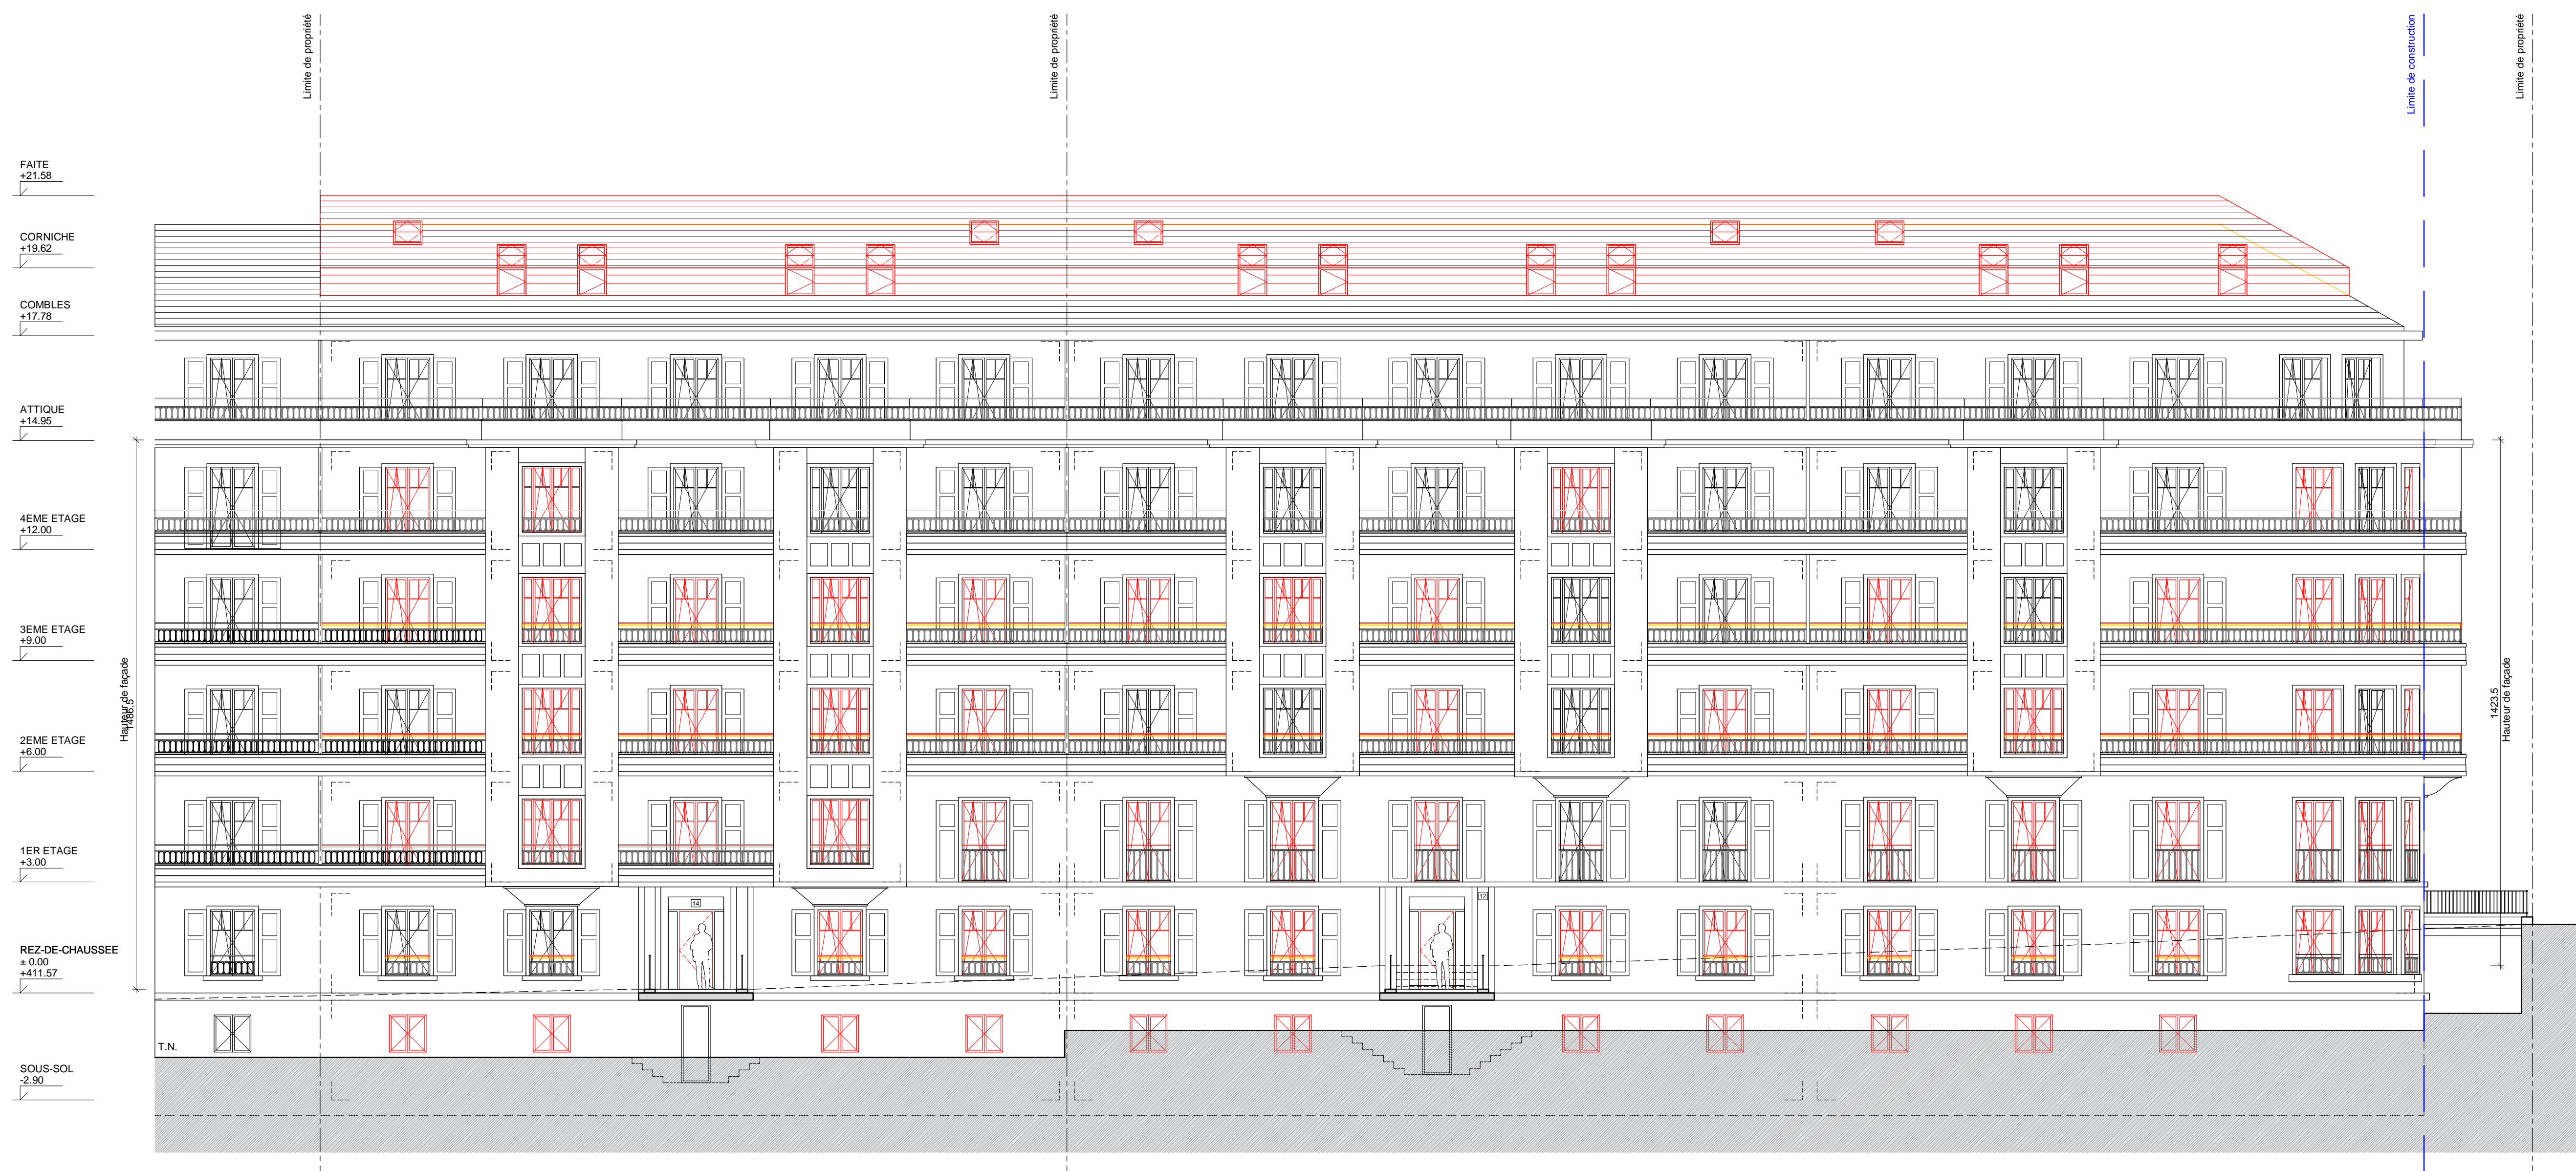 Limite de propriété
Limite de propriété
Limite de construction
Limite de propriété
FAITE
+21.58
CORNICHE
+19.62
COMBLES
+17.78
ATTIQUE
+14.95
4EME ETAGE
+12.00
3EME ETAGE
+9.00
2EME ETAGE
+6.00
1ER ETAGE
+3.00
REZ-DE-CHAUSSEE
± 0.00
+411.57
SOUS-SOL
-2.90
Hauteur de façade
1486.5
1423.5
Hauteur de façade
14
12
T.N.